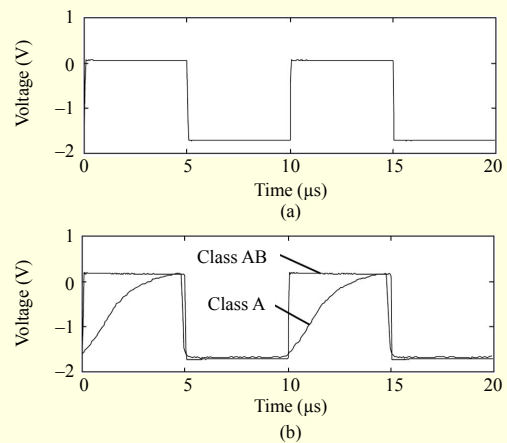 1
0
−1
−2
Voltage (V)
0 5 10 15 20
Time (µs)
(a)
1
0
−1
−2
Voltage (V)
Class AB
Class A
0 5 10 15 20
Time (µs)
(b)